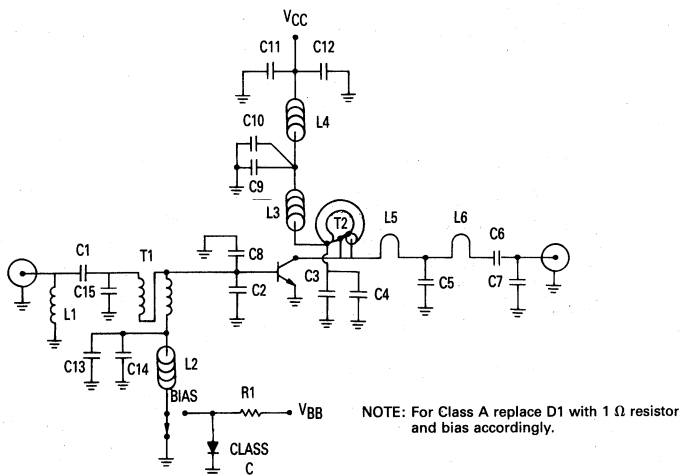 VCC
C11
C12
L4
C10
C9
L3
T2
L5
L6
C6
C1
T1
C8
C15
C2
C3
C4
C5
C7
L1
C13
C14
L2
BIAS
R1
VBB
CLASS
C
NOTE: For Class A replace D1 with 1 Ω resistor
and bias accordingly.